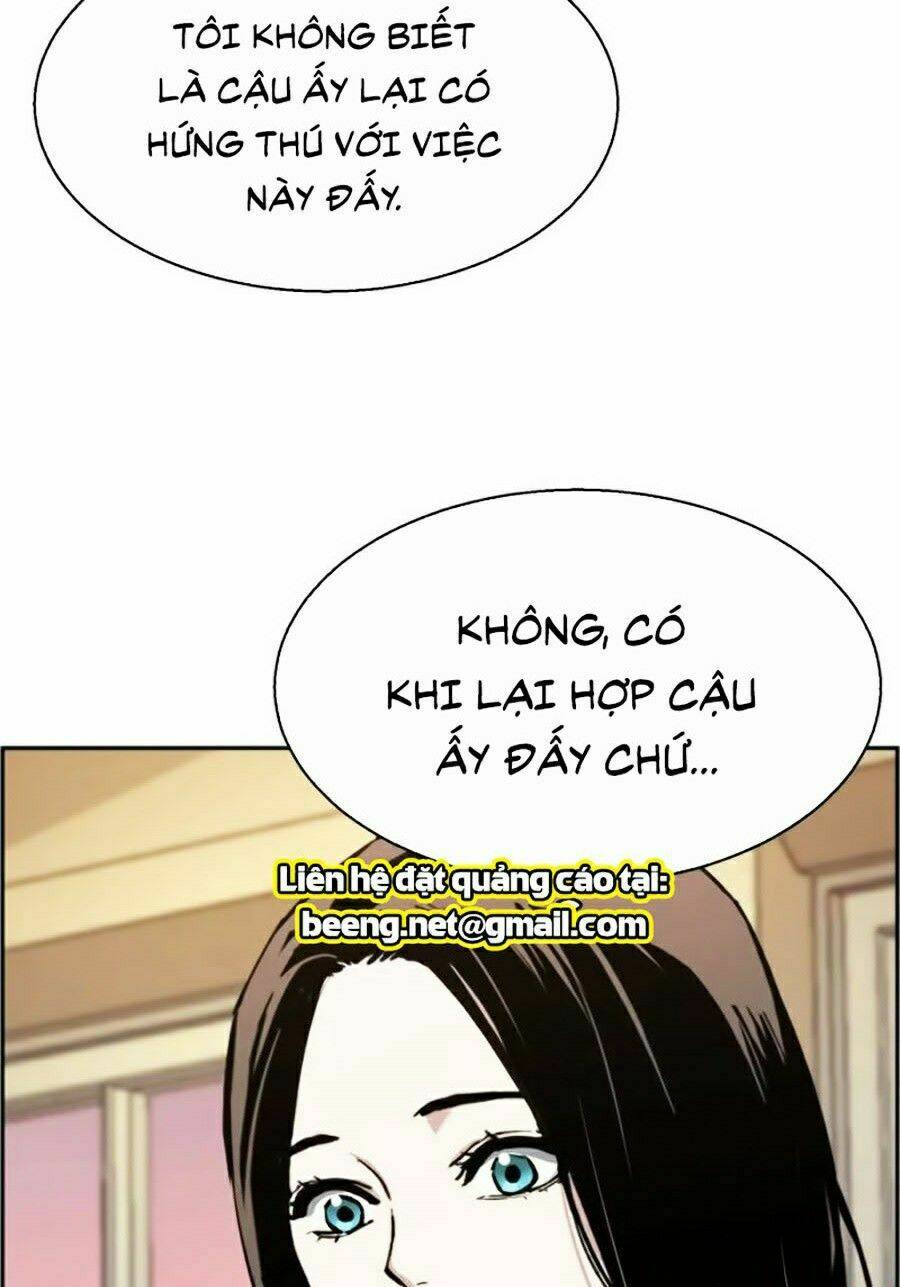 TÔI KHÔNG BIẾT
LÀ CẬU ẤY LẠI CÓ
HỨNG THÚ VỚI VIỆC
NÀY ĐẤY.
KHÔNG, CÓ
KHI LẠI HỢP CẬU
ẤY ĐẤY CHỨ...
Liên hệ đặt quảng cáo tại:
beeng.net@gmail.com